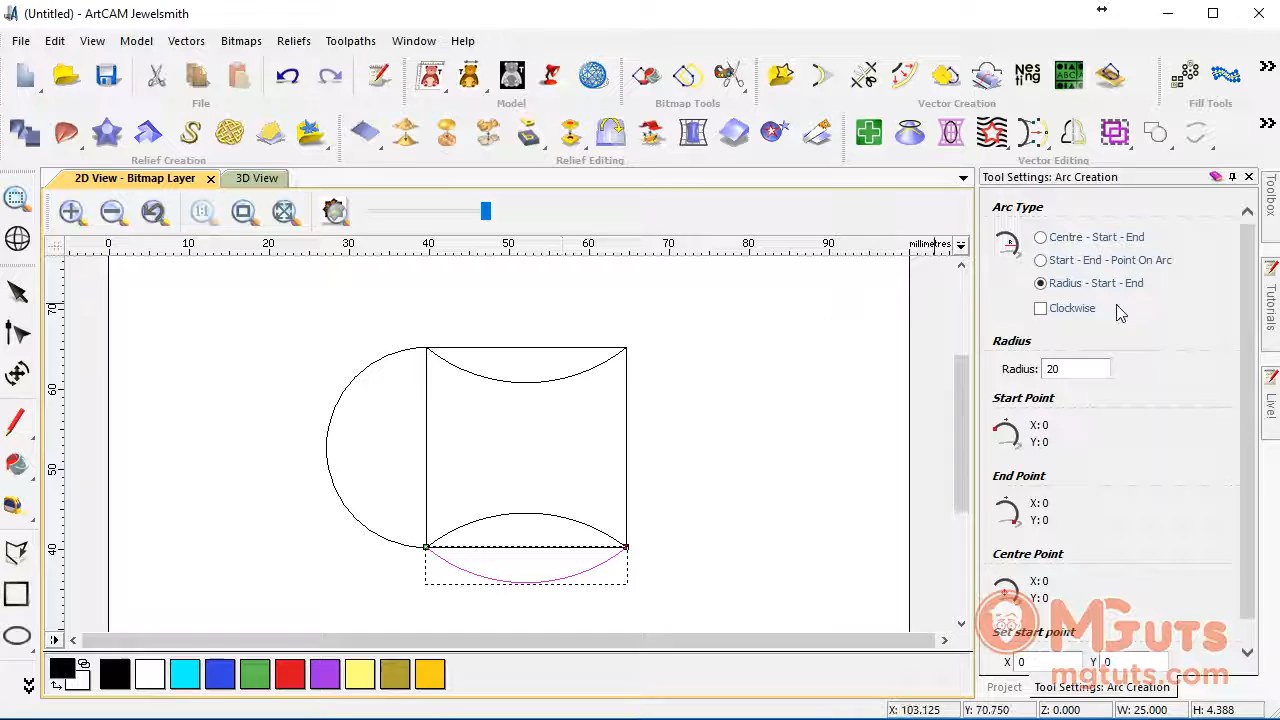 (Untitled) - ArtCAM Jewelsmith
File Edit View Model Vectors Bitmaps Reliefs Toolpaths Window Help
Nes
ting
File Model Bitmap Tools Vector Creation Fill Tools
Relief Creation Relief Editing Vector Editing
2D View - Bitmap Layer 3D View
1:1
0 10 20 30 40 50 60 70 80 90 millimetres
70
60
50
40
Tool Settings: Arc Creation
Arc Type
Centre - Start - End
Start - End - Point On Arc
Radius - Start - End
Clockwise
Radius
Radius: 20
Start Point
X: 0
Y: 0
End Point
X: 0
Y: 0
Centre Point
X: 0
Y: 0
Set start point
X 0 Y 0
Project Tool Settings: Arc Creation
Toolbox
Tutorials
Live!
MGTUTS
mgtuts.com
X: 103.125 Y: 70.750 Z: 0.000 W: 25.000 H: 4.388